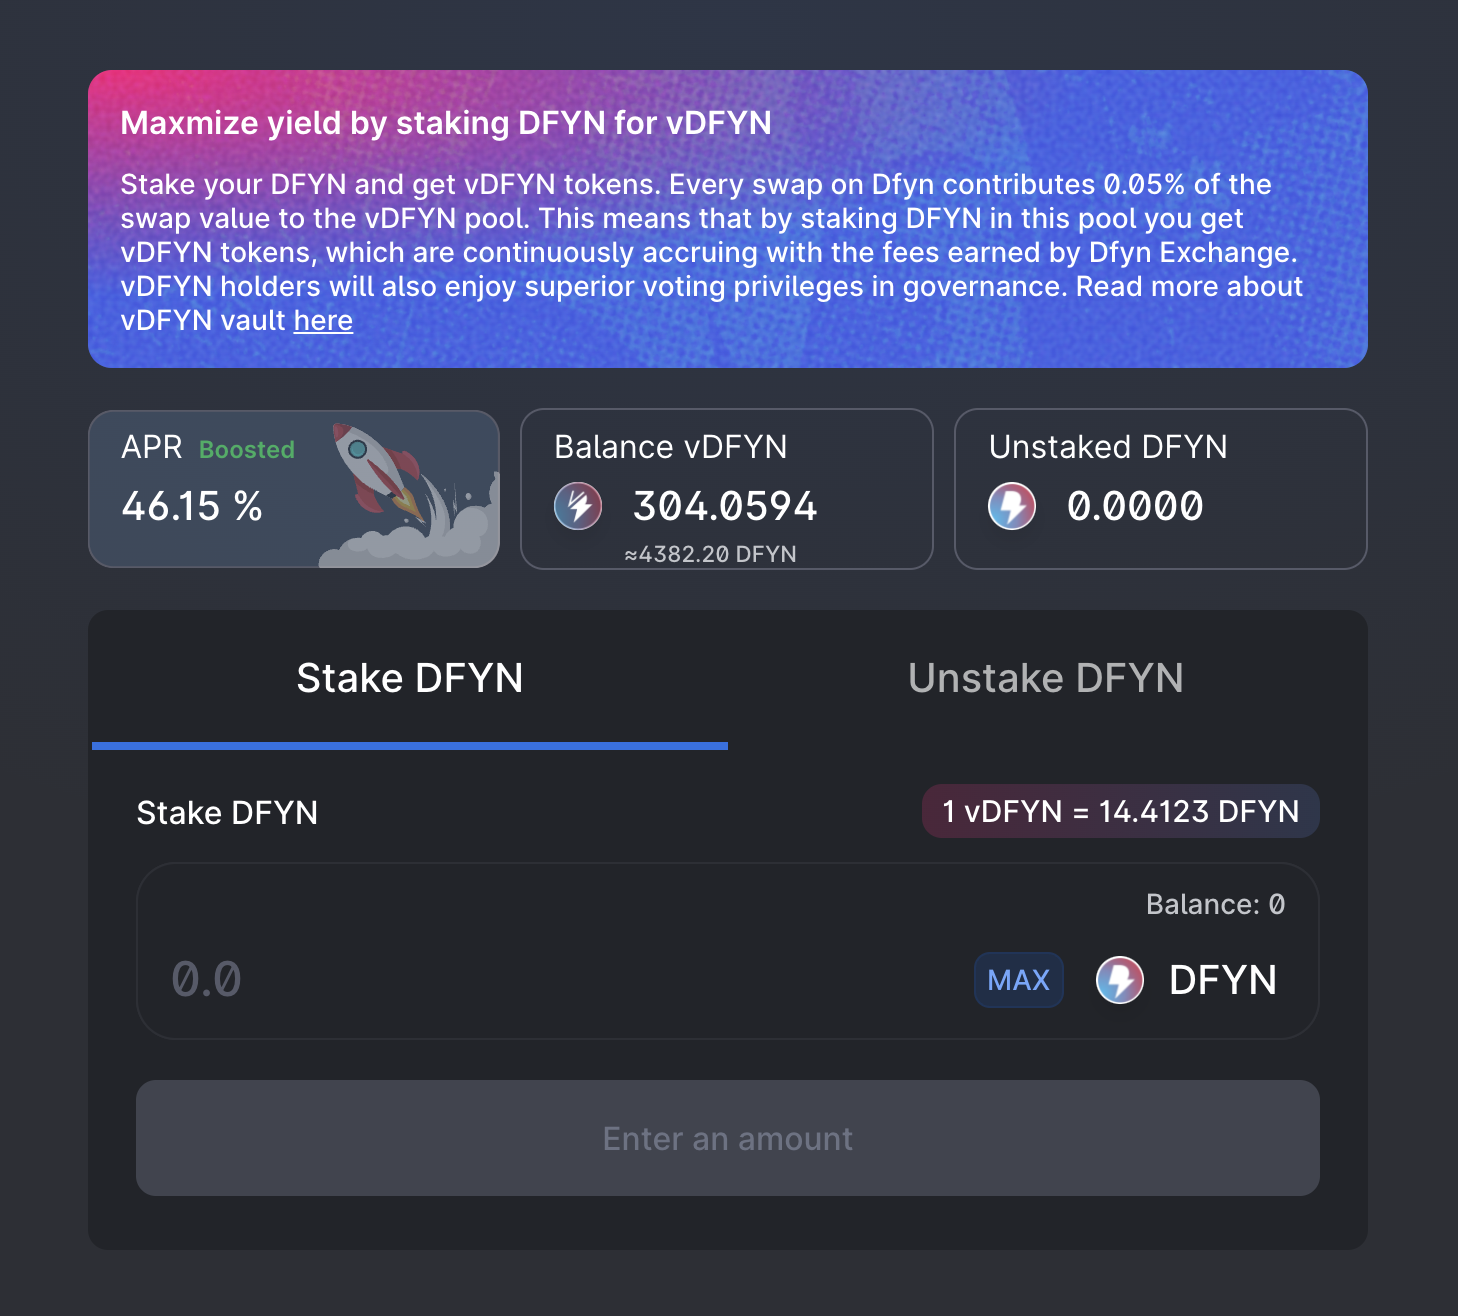 Maxmize yield by staking DFYN for vDFYN
Stake your DFYN and get vDFYN tokens. Every swap on Dfyn contributes 0.05% of the
swap value to the vDFYN pool. This means that by staking DFYN in this pool you get
vDFYN tokens, which are continuously accruing with the fees earned by Dfyn Exchange.
vDFYN holders will also enjoy superior voting privileges in governance. Read more about
vDFYN vault here
APR Boosted
46.15 %
Balance vDFYN
304.0594
≈4382.20 DFYN
Unstaked DFYN
0.0000
Stake DFYN
Unstake DFYN
Stake DFYN
1 vDFYN = 14.4123 DFYN
Balance: 0
0.0
MAX
DFYN
Enter an amount